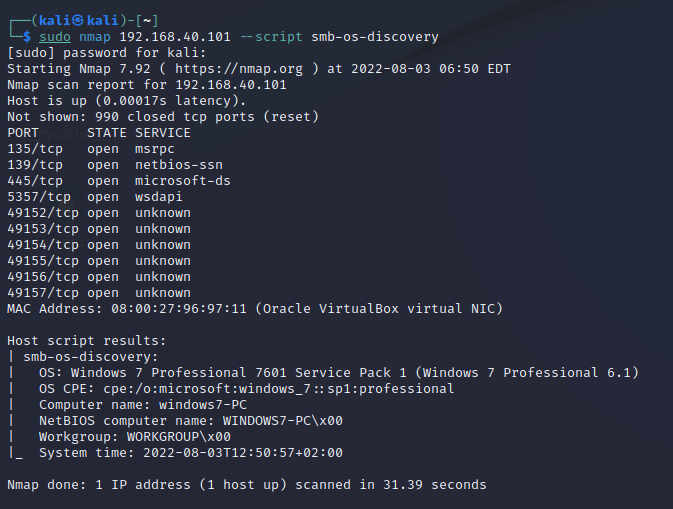 ┌──(kali㉿kali)-[~]
└─$ sudo nmap 192.168.40.101 --script smb-os-discovery
[sudo] password for kali:
Starting Nmap 7.92 ( https://nmap.org ) at 2022-08-03 06:50 EDT
Nmap scan report for 192.168.40.101
Host is up (0.00017s latency).
Not shown: 990 closed tcp ports (reset)
PORT      STATE SERVICE
135/tcp   open  msrpc
139/tcp   open  netbios-ssn
445/tcp   open  microsoft-ds
5357/tcp  open  wsdapi
49152/tcp open  unknown
49153/tcp open  unknown
49154/tcp open  unknown
49155/tcp open  unknown
49156/tcp open  unknown
49157/tcp open  unknown
MAC Address: 08:00:27:96:97:11 (Oracle VirtualBox virtual NIC)

Host script results:
| smb-os-discovery:
|   OS: Windows 7 Professional 7601 Service Pack 1 (Windows 7 Professional 6.1)
|   OS CPE: cpe:/o:microsoft:windows_7::sp1:professional
|   Computer name: windows7-PC
|   NetBIOS computer name: WINDOWS7-PC\x00
|   Workgroup: WORKGROUP\x00
|_  System time: 2022-08-03T12:50:57+02:00

Nmap done: 1 IP address (1 host up) scanned in 31.39 seconds